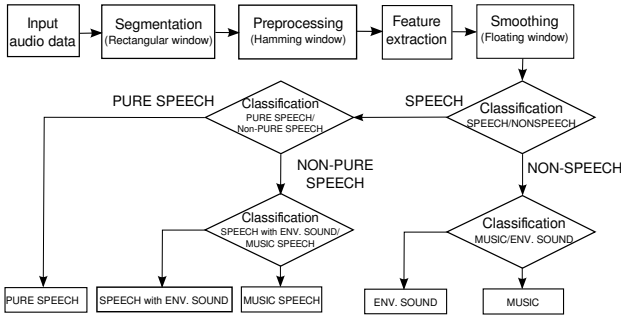 Input
audio data
Segmentation
(Rectangular window)
Preprocessing
(Hamming window)
Feature
extraction
Smoothing
(Floating window)
PURE SPEECH
Classification
PURE SPEECH/
Non-PURE SPEECH
SPEECH
Classification
SPEECH/NONSPEECH
NON-PURE
SPEECH
NON-SPEECH
Classification
SPEECH with ENV. SOUND/
MUSIC SPEECH
Classification
MUSIC/ENV. SOUND
PURE SPEECH
SPEECH with ENV. SOUND
MUSIC SPEECH
ENV. SOUND
MUSIC